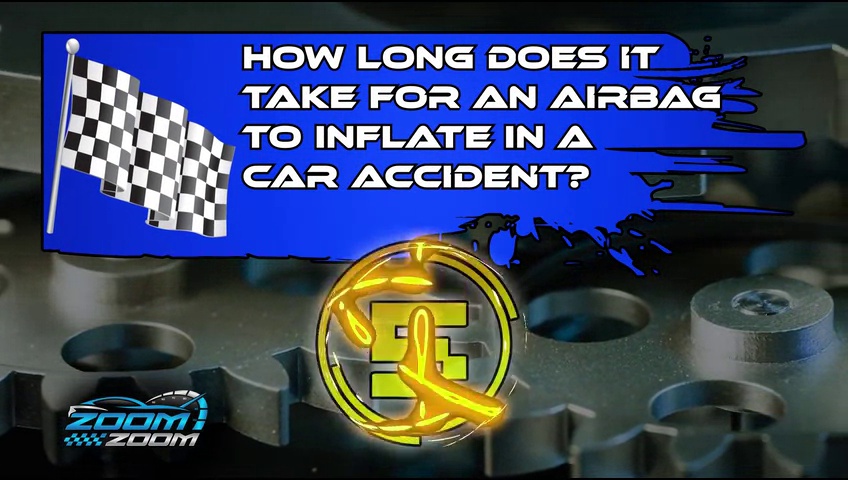 HOW LONG DOES IT
TAKE FOR AN AIRBAG
TO INFLATE IN A
CAR ACCIDENT?
ZOOM
ZOOM